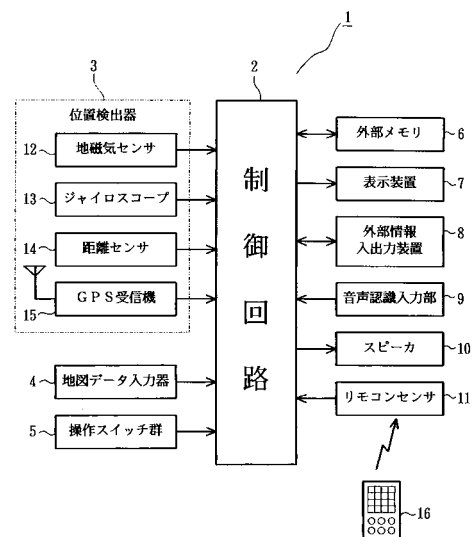 1
3
2
位置検出器
12
地磁気センサ
13
ジャイロスコープ
14
距離センサ
15
GPS受信機
4
地図データ入力器
5
操作スイッチ群
制御回路
外部メモリ
6
表示装置
7
外部情報
入出力装置
8
音声認識入力部
9
スピーカ
10
リモコンセンサ
11
16